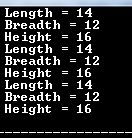 Length = 14
Breadth = 12
Height = 16
Length = 14
Breadth = 12
Height = 16
Length = 14
Breadth = 12
Height = 16